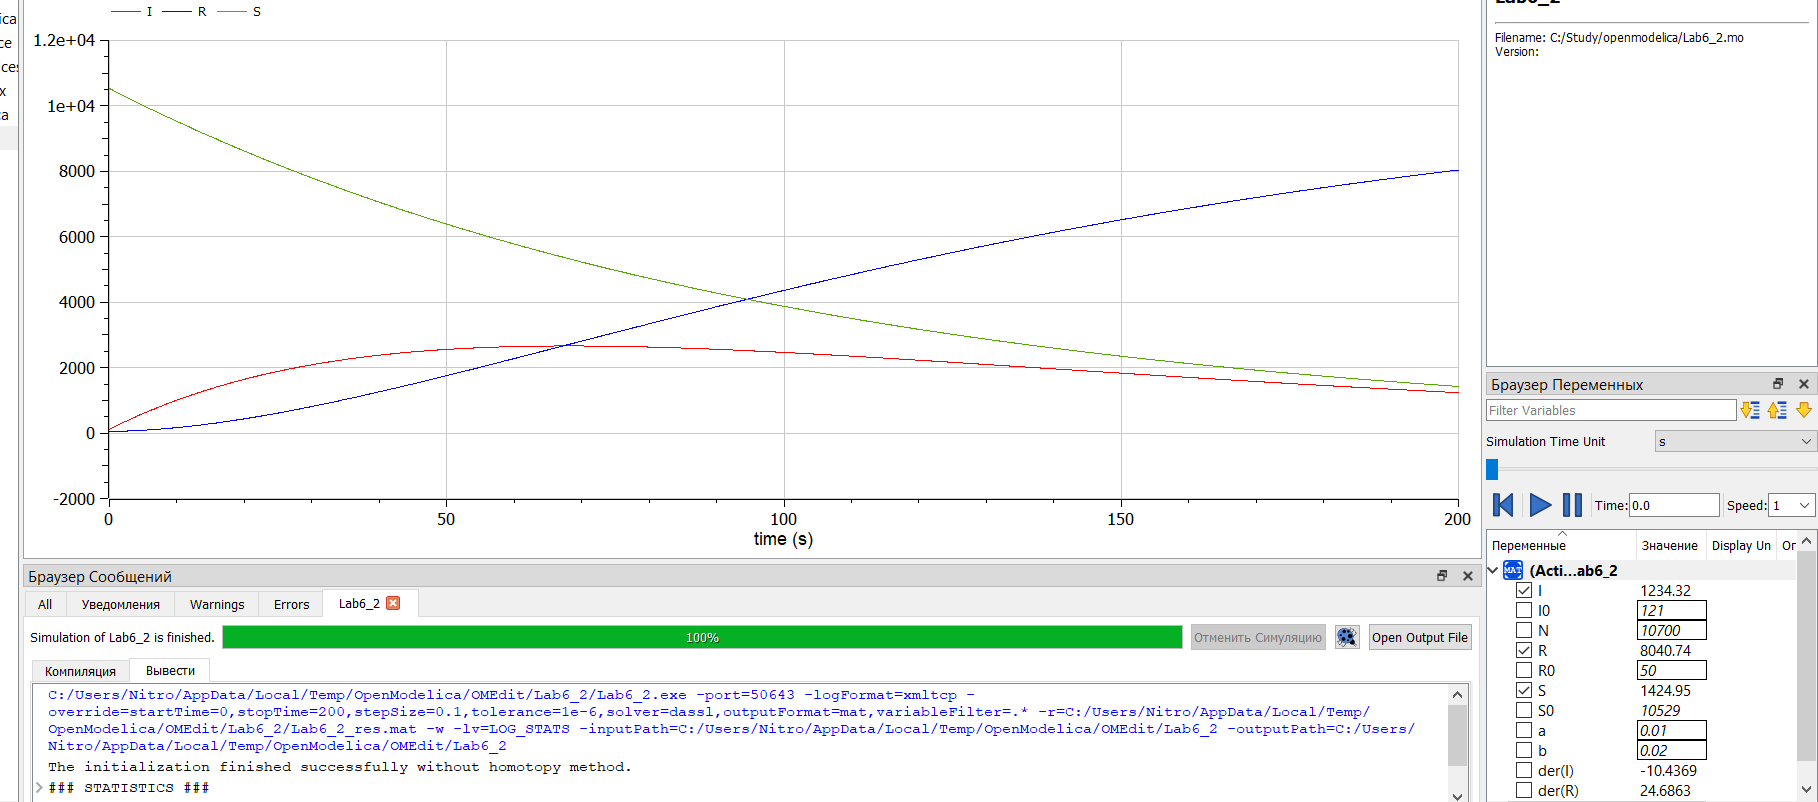 I R S
1.2e+04
1e+04
8000
6000
4000
2000
0
-2000
0 50 100 150 200
time (s)
ica
ce
ces
x
a
Filename: C:/Study/openmodelica/Lab6_2.mo
Version:
Браузер Переменных
Filter Variables
Simulation Time Unit s
Time: 0.0 Speed: 1
Переменные Значение Display Un Ог
(Acti...ab6_2
I 1234.32
I0 121
N 10700
R 8040.74
R0 50
S 1424.95
S0 10529
a 0.01
b 0.02
der(I) -10.4369
der(R) 24.6863
Браузер Сообщений
All Уведомления Warnings Errors Lab6_2
Simulation of Lab6_2 is finished. 100% Отменить Симуляцию Open Output File
Компиляция Вывести
C:/Users/Nitro/AppData/Local/Temp/OpenModelica/OMEdit/Lab6_2/Lab6_2.exe -port=50643 -logFormat=xmltcp -
override=startTime=0,stopTime=200,stepSize=0.1,tolerance=1e-6,solver=dassl,outputFormat=mat,variableFilter=.* -r=C:/Users/Nitro/AppData/Local/Temp/
OpenModelica/OMEdit/Lab6_2/Lab6_2_res.mat -w -lv=LOG_STATS -inputPath=C:/Users/Nitro/AppData/Local/Temp/OpenModelica/OMEdit/Lab6_2 -outputPath=C:/Users/
Nitro/AppData/Local/Temp/OpenModelica/OMEdit/Lab6_2
The initialization finished successfully without homotopy method.
### STATISTICS ###